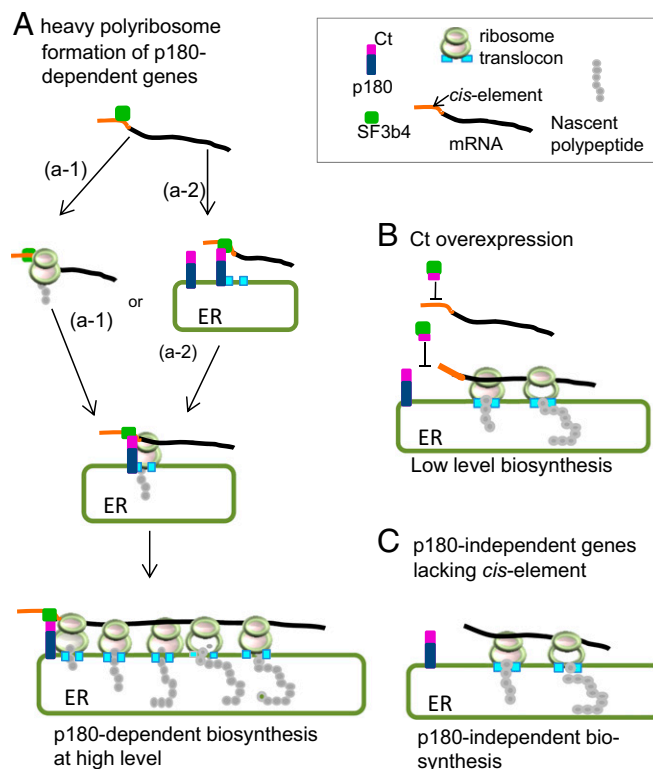 A heavy polyribosome
formation of p180-
dependent genes
(a-1)
(a-2)
or
(a-1)
(a-2)
ER
ER
ER
p180-dependent biosynthesis
at high level
Ct
p180
SF3b4
ribosome
translocon
cis-element
mRNA
Nascent
polypeptide
B Ct overexpression
ER
Low level biosynthesis
C p180-independent genes
lacking cis-element
ER
p180-independent bio-
synthesis